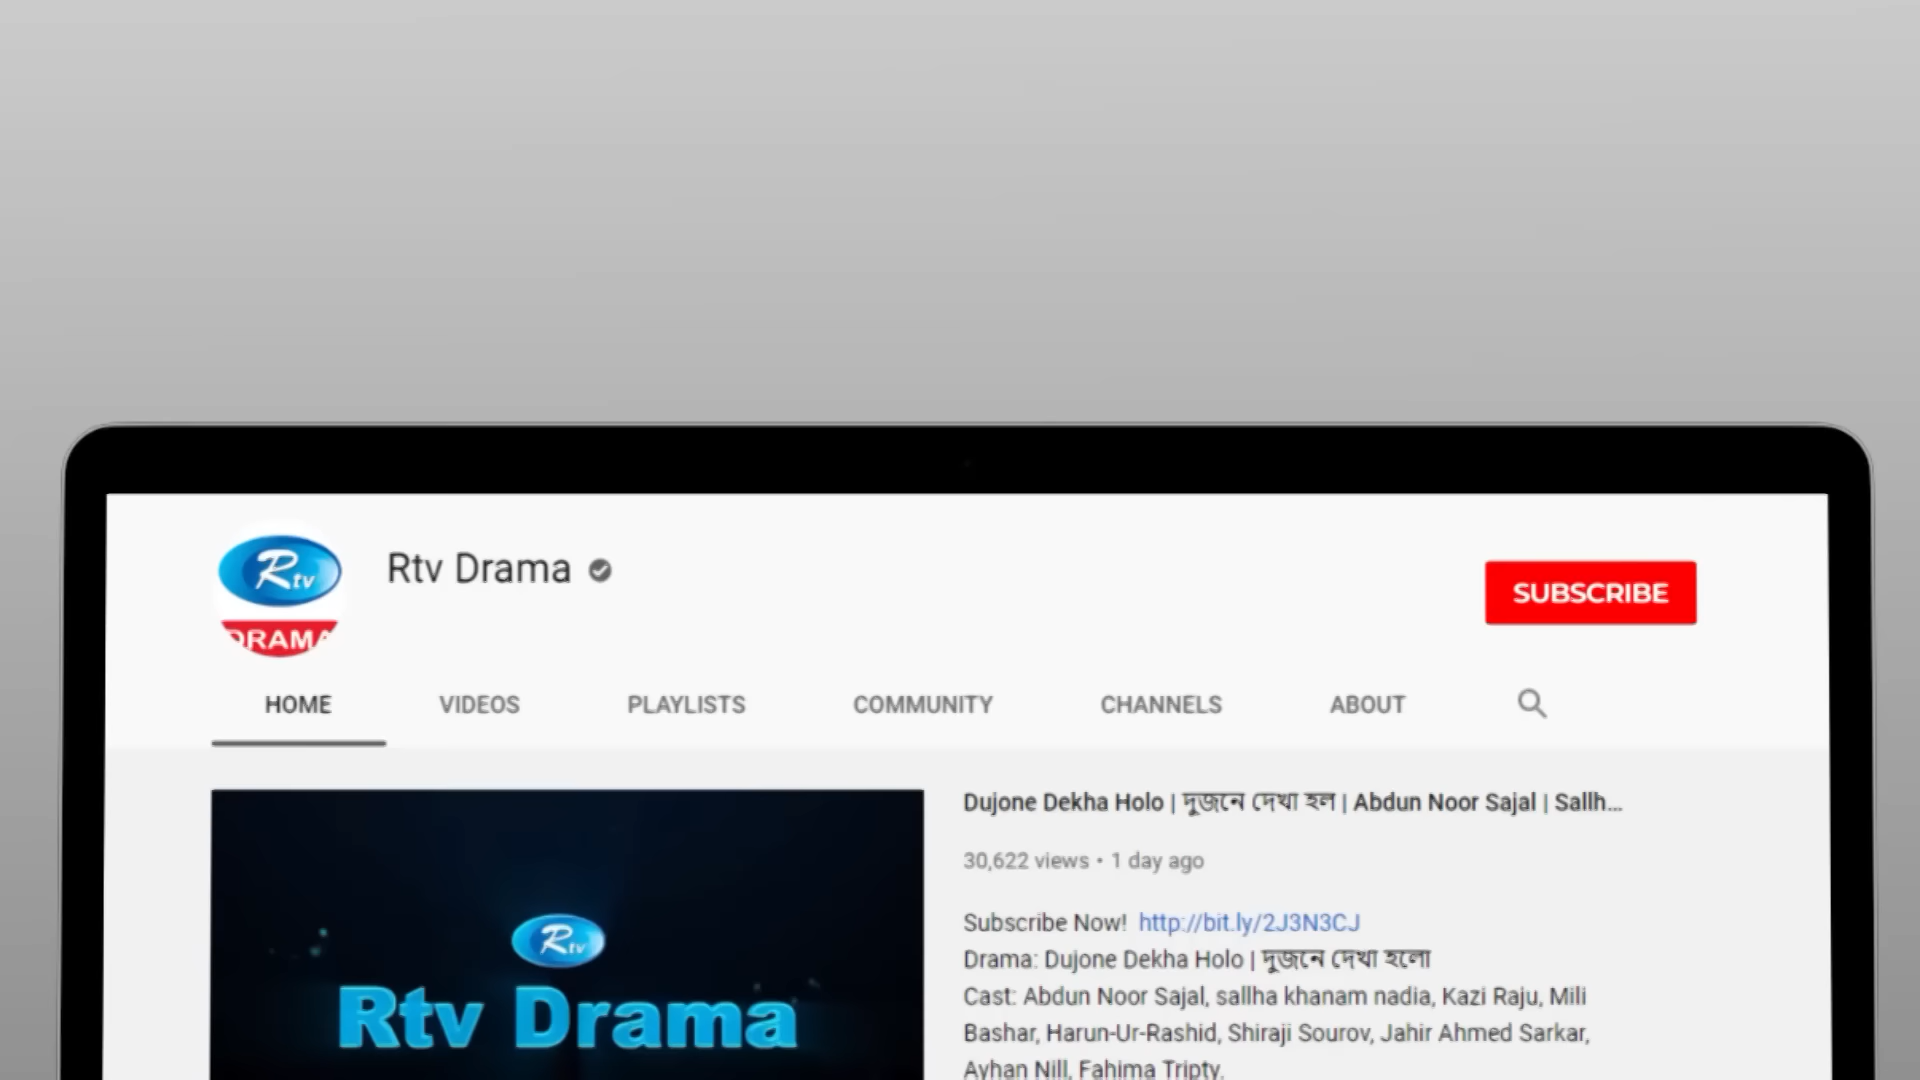 Rtv
DRAMA
Rtv Drama
SUBSCRIBE
HOME VIDEOS PLAYLISTS COMMUNITY CHANNELS ABOUT
Dujone Dekha Holo | দুজনে দেখা হল | Abdun Noor Sajal | Sallh...
30,622 views • 1 day ago
Subscribe Now! http://bit.ly/2J3N3CJ
Drama: Dujone Dekha Holo | দুজনে দেখা হলো
Cast: Abdun Noor Sajal, sallha khanam nadia, Kazi Raju, Mili
Bashar, Harun-Ur-Rashid, Shiraji Sourov, Jahir Ahmed Sarkar,
Ayhan Nill, Fahima Tripty.
Rtv
Rtv Drama